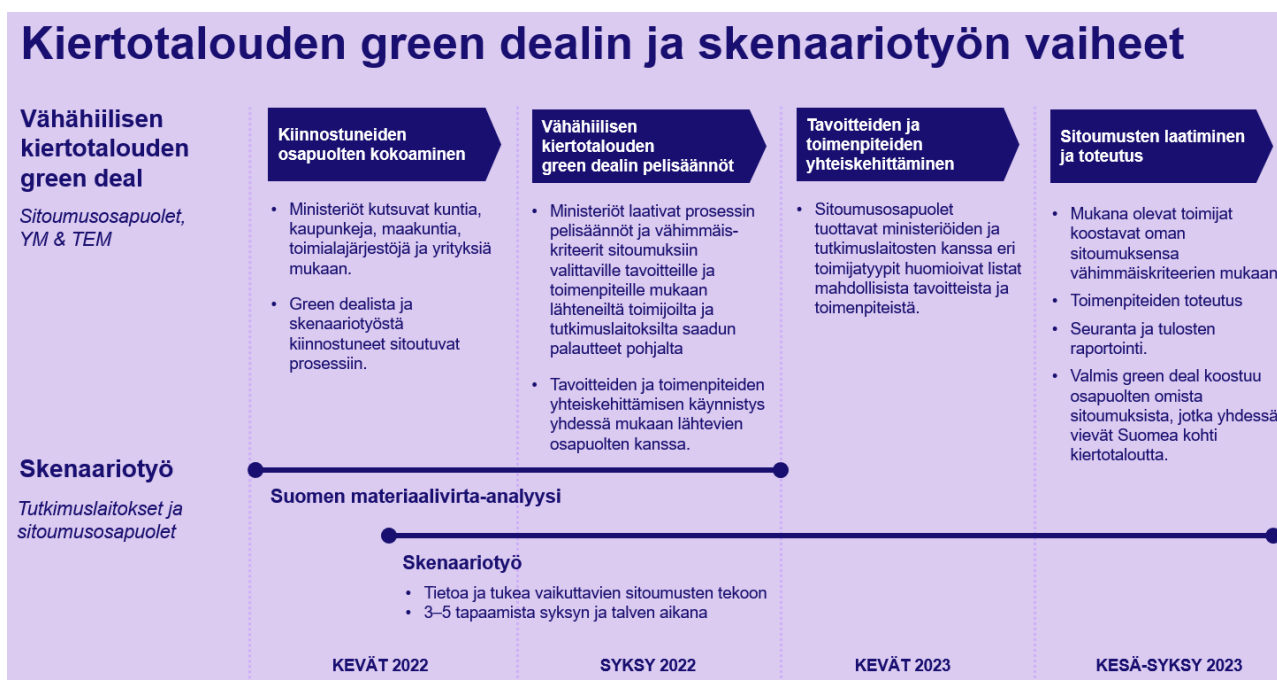 Kiertotalouden green dealin ja skenaariotyön vaiheet
Vähähiilisen
kiertotalouden
green deal
Sitoumusosapuolet,
YM & TEM
Kiinnostuneiden
osapuolten kokoaminen
• Ministeriöt kutsuvat kuntia,
kaupunkeja, maakuntia,
toimialajärjestöjä ja yrityksiä
mukaan.
• Green dealista ja
skenaariotyöstä
kiinnostuneet sitoutuvat
prosessiin.
Vähähiilisen
kiertotalouden
green dealin pelisäännöt
• Ministeriöt laativat prosessin
pelisäännöt ja vähimmäis-
kriteerit sitoumuksiin
valittaville tavoitteille ja
toimenpiteille mukaan
lähteneiltä toimijoilta ja
tutkimuslaitoksilta saadun
palautteet pohjalta
• Tavoitteiden ja toimenpiteiden
yhteiskehittämisen käynnistys
yhdessä mukaan lähtevien
osapuolten kanssa.
Tavoitteiden ja
toimenpiteiden
yhteiskehittäminen
• Sitoumusosapuolet
tuottavat ministeriöiden ja
tutkimuslaitosten kanssa eri
toimijatyypit huomioivat listat
mahdollisista tavoitteista ja
toimenpiteistä.
Sitoumusten laatiminen
ja toteutus
• Mukana olevat toimijat
koostavat oman
sitoumuksensa
vähimmäiskriteerien mukaan
• Toimenpiteiden toteutus
• Seuranta ja tulosten
raportointi.
• Valmis green deal koostuu
osapuolten omista
sitoumuksista, jotka yhdessä
vievät Suomea kohti
kiertotaloutta.
Skenaariotyö
Tutkimuslaitokset ja
sitoumusosapuolet
Suomen materiaalivirta-analyysi
Skenaariotyö
• Tietoa ja tukea vaikuttavien sitoumusten tekoon
• 3–5 tapaamista syksyn ja talven aikana
KEVÄT 2022
SYKSY 2022
KEVÄT 2023
KESÄ-SYKSY 2023